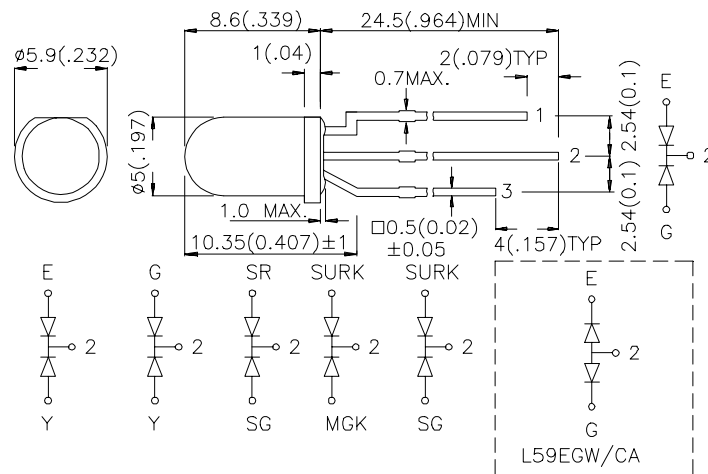 8.6(.339)
24.5(.964)MIN
ø5.9(.232)
1(.04)
2(.079)TYP
0.7MAX.
E
1
2.54(0.1)
ø5(.197)
2
2
3
2.54(0.1)
1.0 MAX.
□0.5(0.02)
±0.05
G
10.35(0.407)±1
4(.157)TYP
E
G
SR
SURK
SURK
E
2
2
2
2
2
2
Y
Y
SG
MGK
SG
G
L59EGW/CA